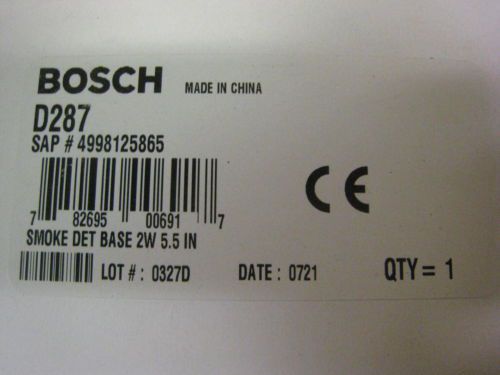 BOSCH MADE IN CHINA
D287
SAP # 4998125865
7 82695 00691 7
CE
SMOKE DET BASE 2W 5.5 IN
LOT # : 0327D DATE : 0721 QTY = 1